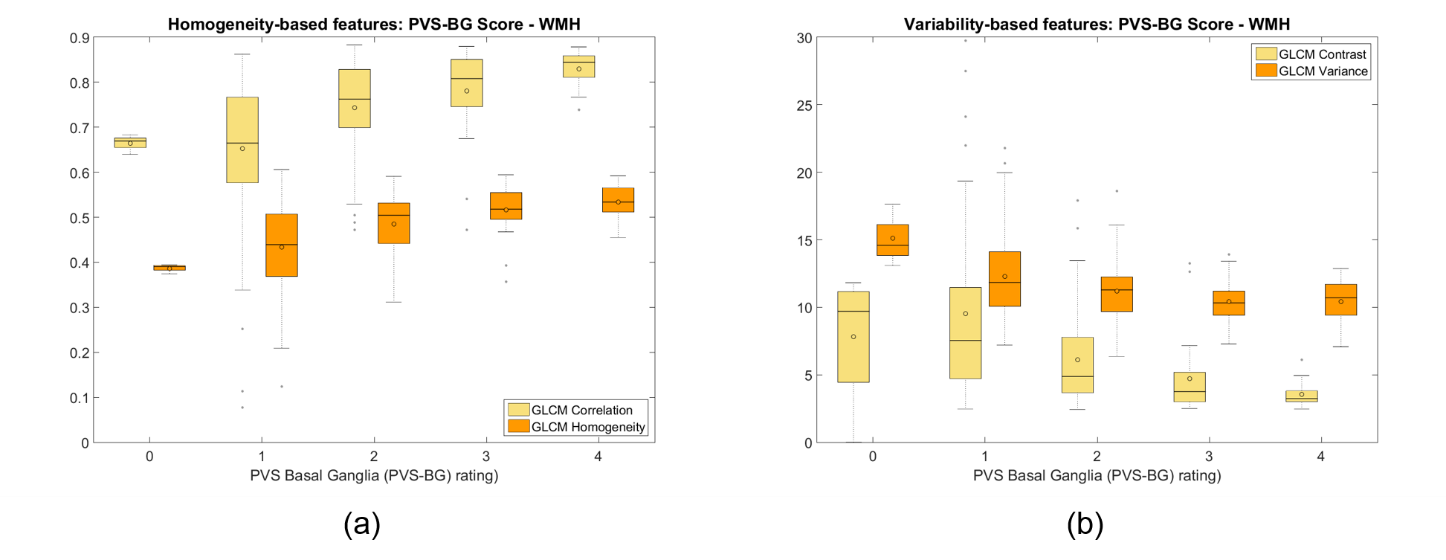 Homogeneity-based features: PVS-BG Score - WMH
0.9
0.8
0.7
0.6
0.5
0.4
0.3
0.2
0.1
0
GLCM Correlation
GLCM Homogeneity
0 1 2 3 4
PVS Basal Ganglia (PVS-BG) rating)
(a)
Variability-based features: PVS-BG Score - WMH
30
25
20
15
10
5
0
GLCM Contrast
GLCM Variance
0 1 2 3 4
PVS Basal Ganglia (PVS-BG) rating)
(b)